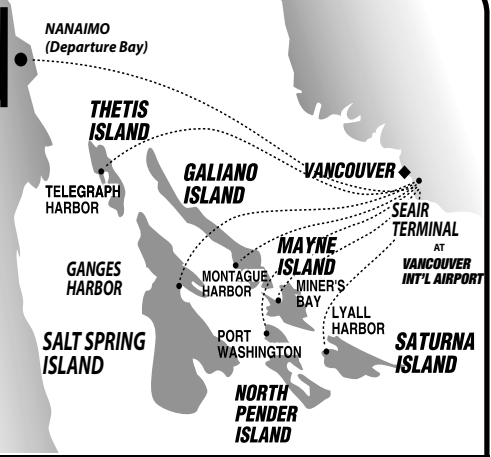 NANAIMO
(Departure Bay)
THETIS
ISLAND
TELEGRAPH
HARBOR
GALIANO
ISLAND
VANCOUVER
SEAIR
TERMINAL
AT
VANCOUVER
INT'L AIRPORT
GANGES
HARBOR
MONTAGUE
HARBOR
MAYNE
ISLAND
MINER'S
BAY
LYALL
HARBOR
SALT SPRING
ISLAND
PORT
WASHINGTON
SATURNA
ISLAND
NORTH
PENDER
ISLAND